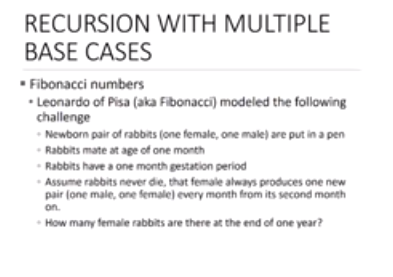 RECURSION WITH MULTIPLE
BASE CASES
▪ Fibonacci numbers
• Leonardo of Pisa (aka Fibonacci) modeled the following
challenge
◦ Newborn pair of rabbits (one female, one male) are put in a pen
◦ Rabbits mate at age of one month
◦ Rabbits have a one month gestation period
◦ Assume rabbits never die, that female always produces one new
pair (one male, one female) every month from its second month
on.
◦ How many female rabbits are there at the end of one year?